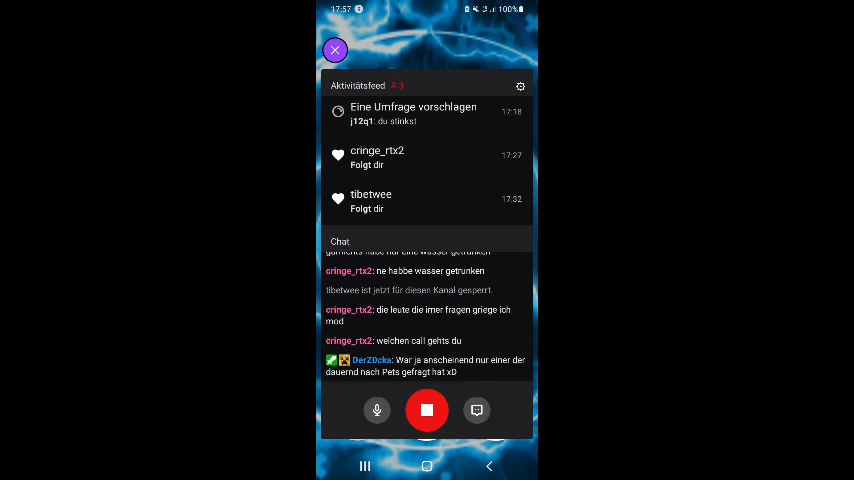 17:57
100%
Aktivitätsfeed 3
Eine Umfrage vorschlagen
j12q1: du stinkst
17:18
cringe_rtx2
Folgt dir
17:27
tibetwee
Folgt dir
17:32
Chat
garnichts habe nur eine wasser getrunken
cringe_rtx2: ne habbe wasser getrunken
tibetwee ist jetzt für diesen Kanal gesperrt.
cringe_rtx2: die leute die imer fragen griege ich
mod
cringe_rtx2: welchen call gehts du
DerZ0cka: War ja anscheinend nur einer der
dauernd nach Pets gefragt hat xD